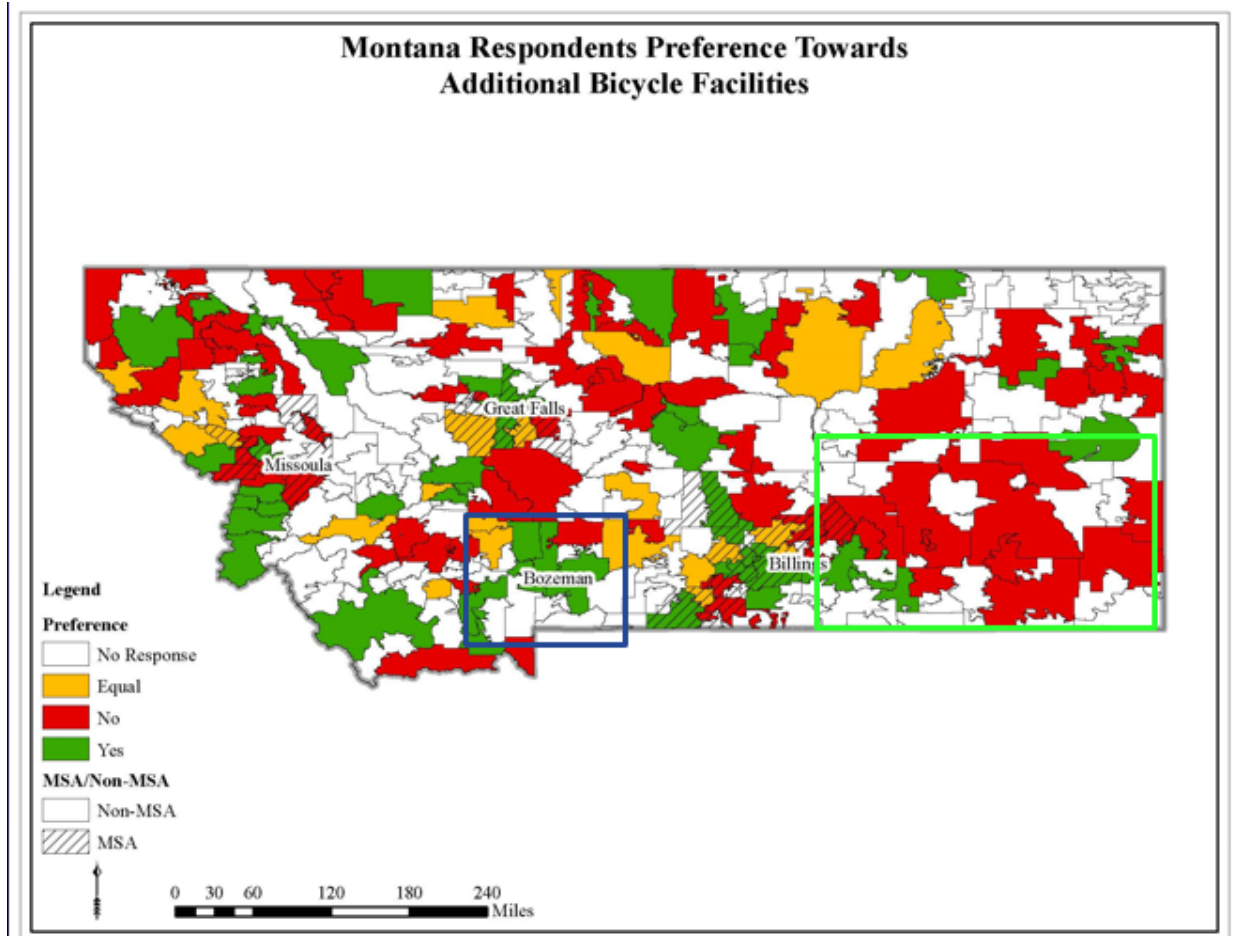 Montana Respondents Preference Towards
Additional Bicycle Facilities
Great Falls
Missoula
Billings
Bozeman
Legend
Preference
No Response
Equal
No
Yes
MSA/Non-MSA
Non-MSA
MSA
0 30 60 120 180 240
Miles